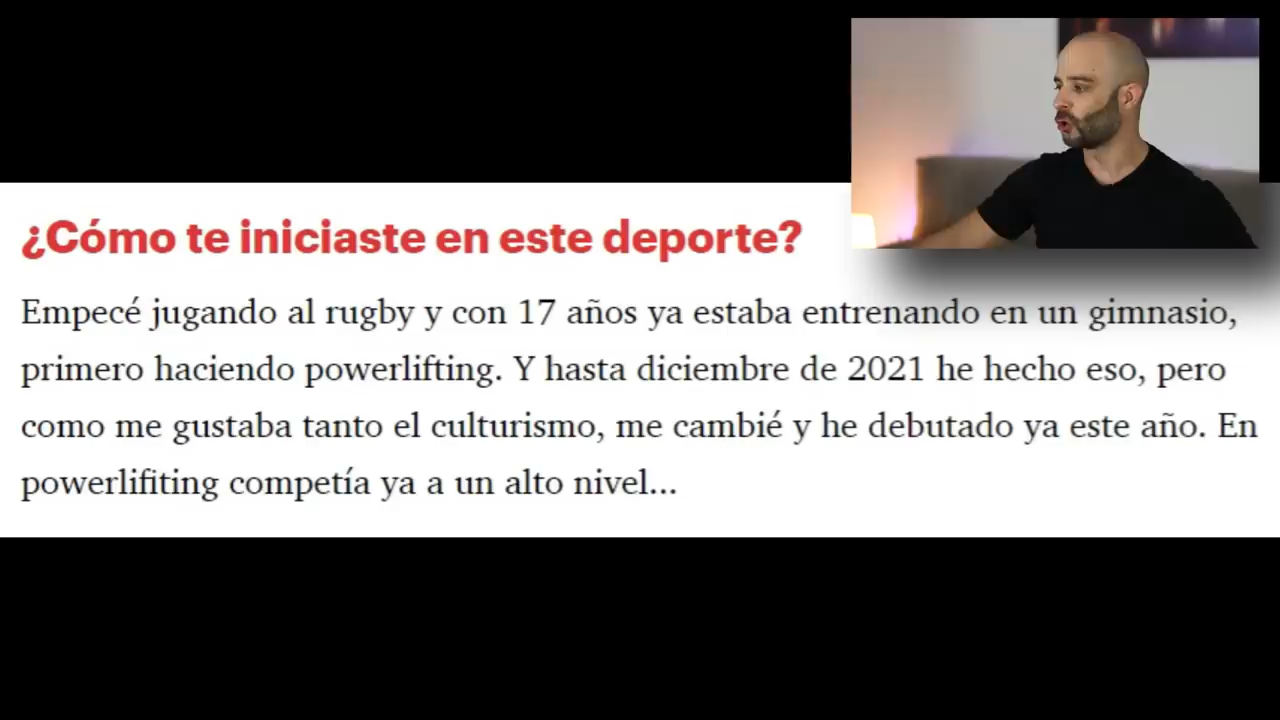 ¿Cómo te iniciaste en este deporte?
Empecé jugando al rugby y con 17 años ya estaba entrenando en un gimnasio,
primero haciendo powerlifting. Y hasta diciembre de 2021 he hecho eso, pero
como me gustaba tanto el culturismo, me cambié y he debutado ya este año. En
powerlifiting competía ya a un alto nivel...